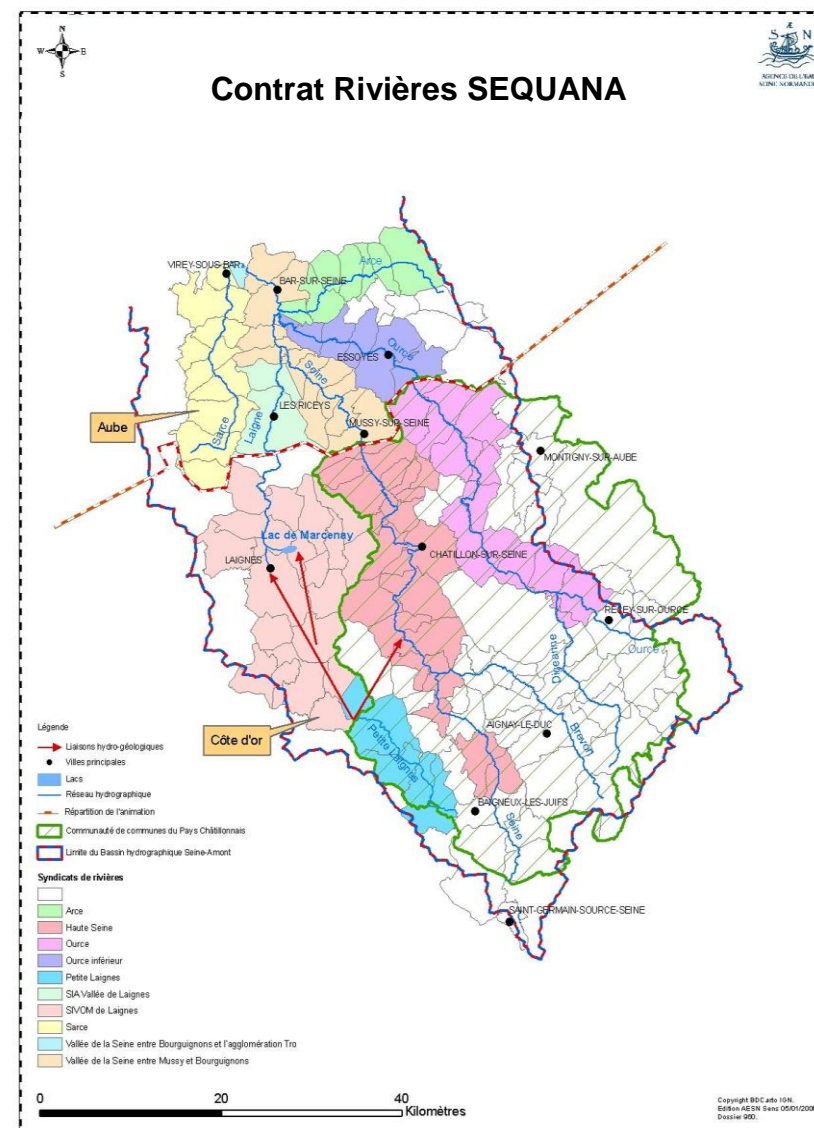 N
W
E
S
Æ
S N
AGENCE DE L'EAU
SEINE NORMANDIE
Contrat Rivières SEQUANA
VIREY-SOUS-BAR
BAR-SUR-SEINE
Arce
ESSOYES
Ource
Seine
LES RICEYS
Laigne
Sarce
MUSSY-SUR-SEINE
Aube
MONTIGNY-SUR-AUBE
Lac de Marcenay
LAIGNES
CHATILLON-SUR-SEINE
RECEY-SUR-OURCE
Ource
Digeanne
Brevon
AIGNAY-LE-DUC
Côte d'or
Petite Laignes
BAIGNEUX-LES-JUIFS
Seine
SAINT-GERMAIN-SOURCE-SEINE
Légende
Liaisons hydro-géologiques
Villes principales
Lacs
Réseau hydrographique
Répartition de l'animation
Communauté de communes du Pays Châtillonnais
Limite du Bassin hydrographique Seine-Amont
Syndicats de rivières
Arce
Haute Seine
Ource
Ource inférieur
Petite Laignes
SIA Vallée de Laignes
SIVOM de Laignes
Sarce
Vallée de la Seine entre Bourguignons et l'agglomération Tro
Vallée de la Seine entre Mussy et Bourguignons
0 20 40
Kilomètres
Copyright BDCarto IGN.
Edition AESN Sens 05/01/200
Dossier 960.